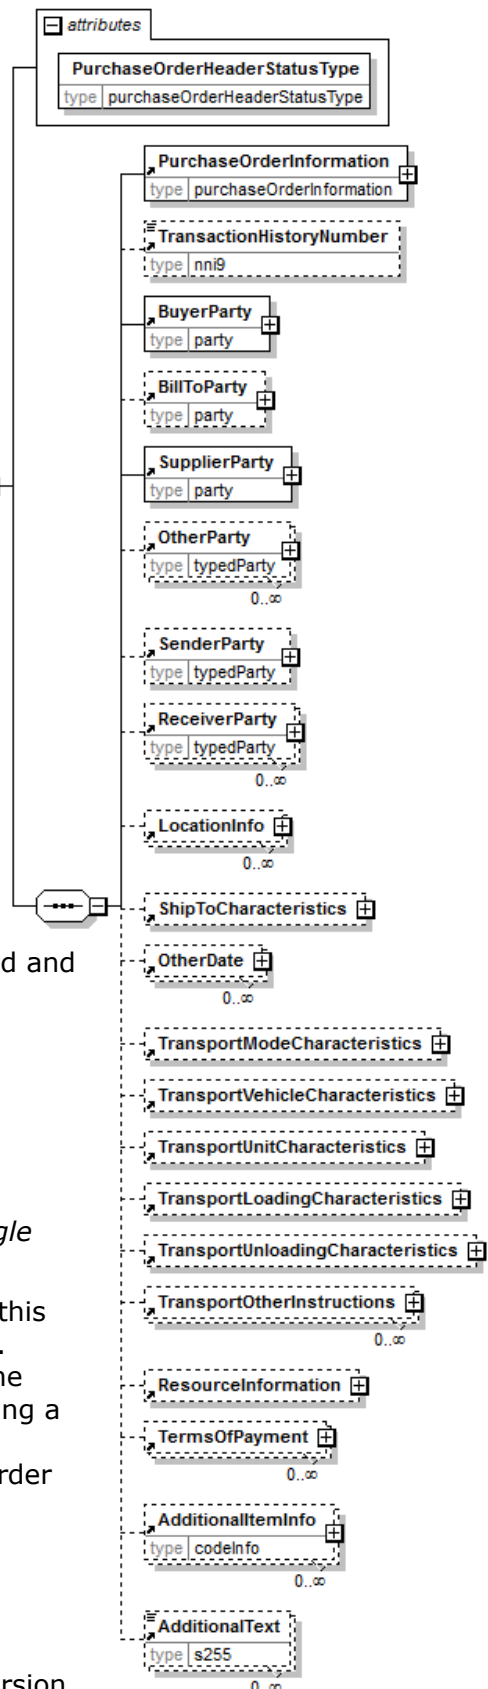 attributes
PurchaseOrderHeaderStatusType
type purchaseOrderHeaderStatusType
PurchaseOrderInformation
type purchaseOrderInformation
TransactionHistoryNumber
type nni9
BuyerParty
type party
BillToParty
type party
SupplierParty
type party
OtherParty
type typedParty
0..∞
SenderParty
type typedParty
ReceiverParty
type typedParty
0..∞
LocationInfo
0..∞
ShipToCharacteristics
d and
OtherDate
0..∞
TransportModeCharacteristics
TransportVehicleCharacteristics
TransportUnitCharacteristics
TransportLoadingCharacteristics
gle
TransportUnloadingCharacteristics
this
TransportOtherInstructions
.
0..∞
ne
ResourceInformation
ng a
TermsOfPayment
0..∞
rder
AdditionalItemInfo
type codeInfo
0..∞
AdditionalText
type s255
rsion
0..∞